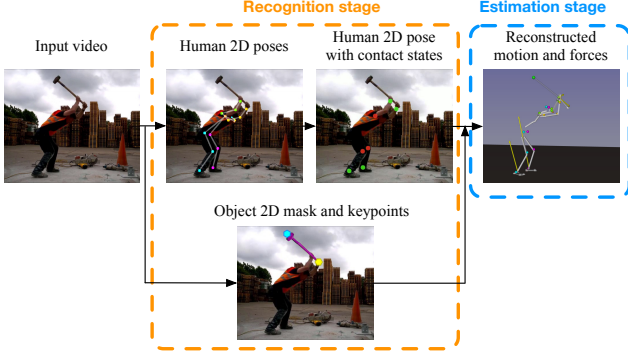 Recognition stage
Estimation stage
Input video
Human 2D poses
Human 2D pose
with contact states
Reconstructed
motion and forces
Object 2D mask and keypoints